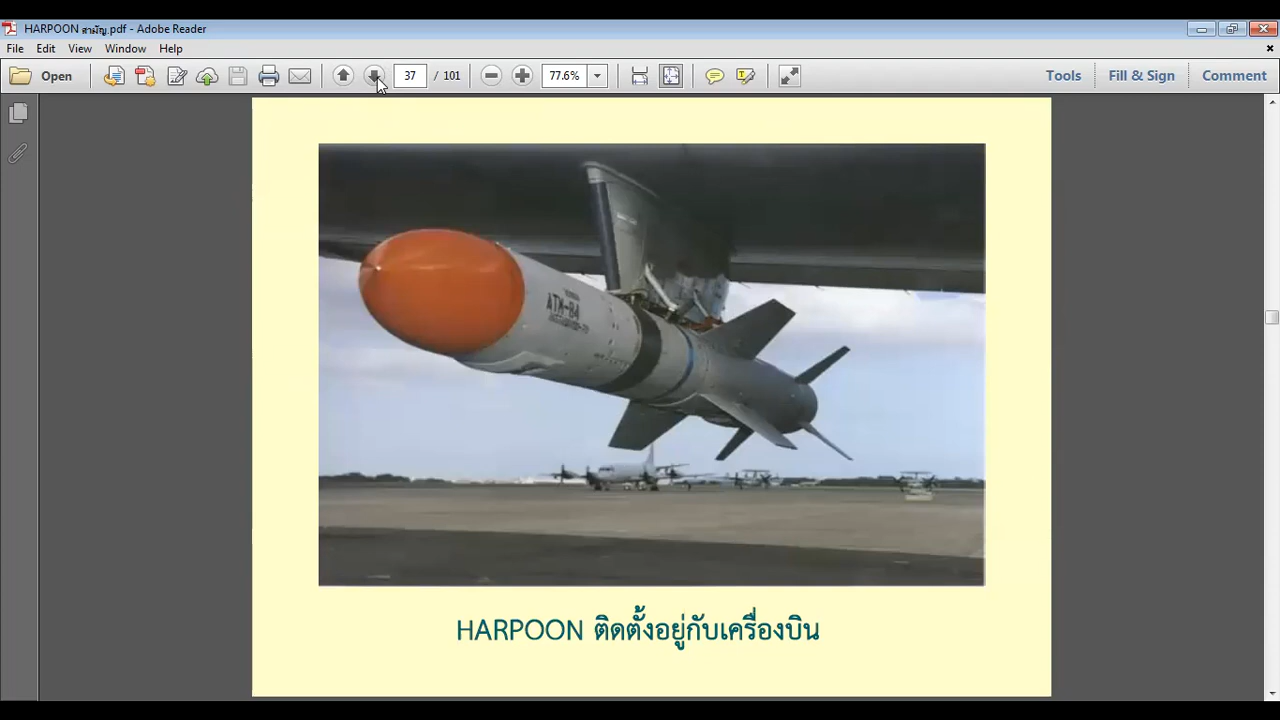 HARPOON สามัญ.pdf - Adobe Reader
File Edit View Window Help
Open 37 / 101 77.6% Tools Fill & Sign Comment
ATM-84
HARPOON ติดตั้งอยู่กับเครื่องบิน